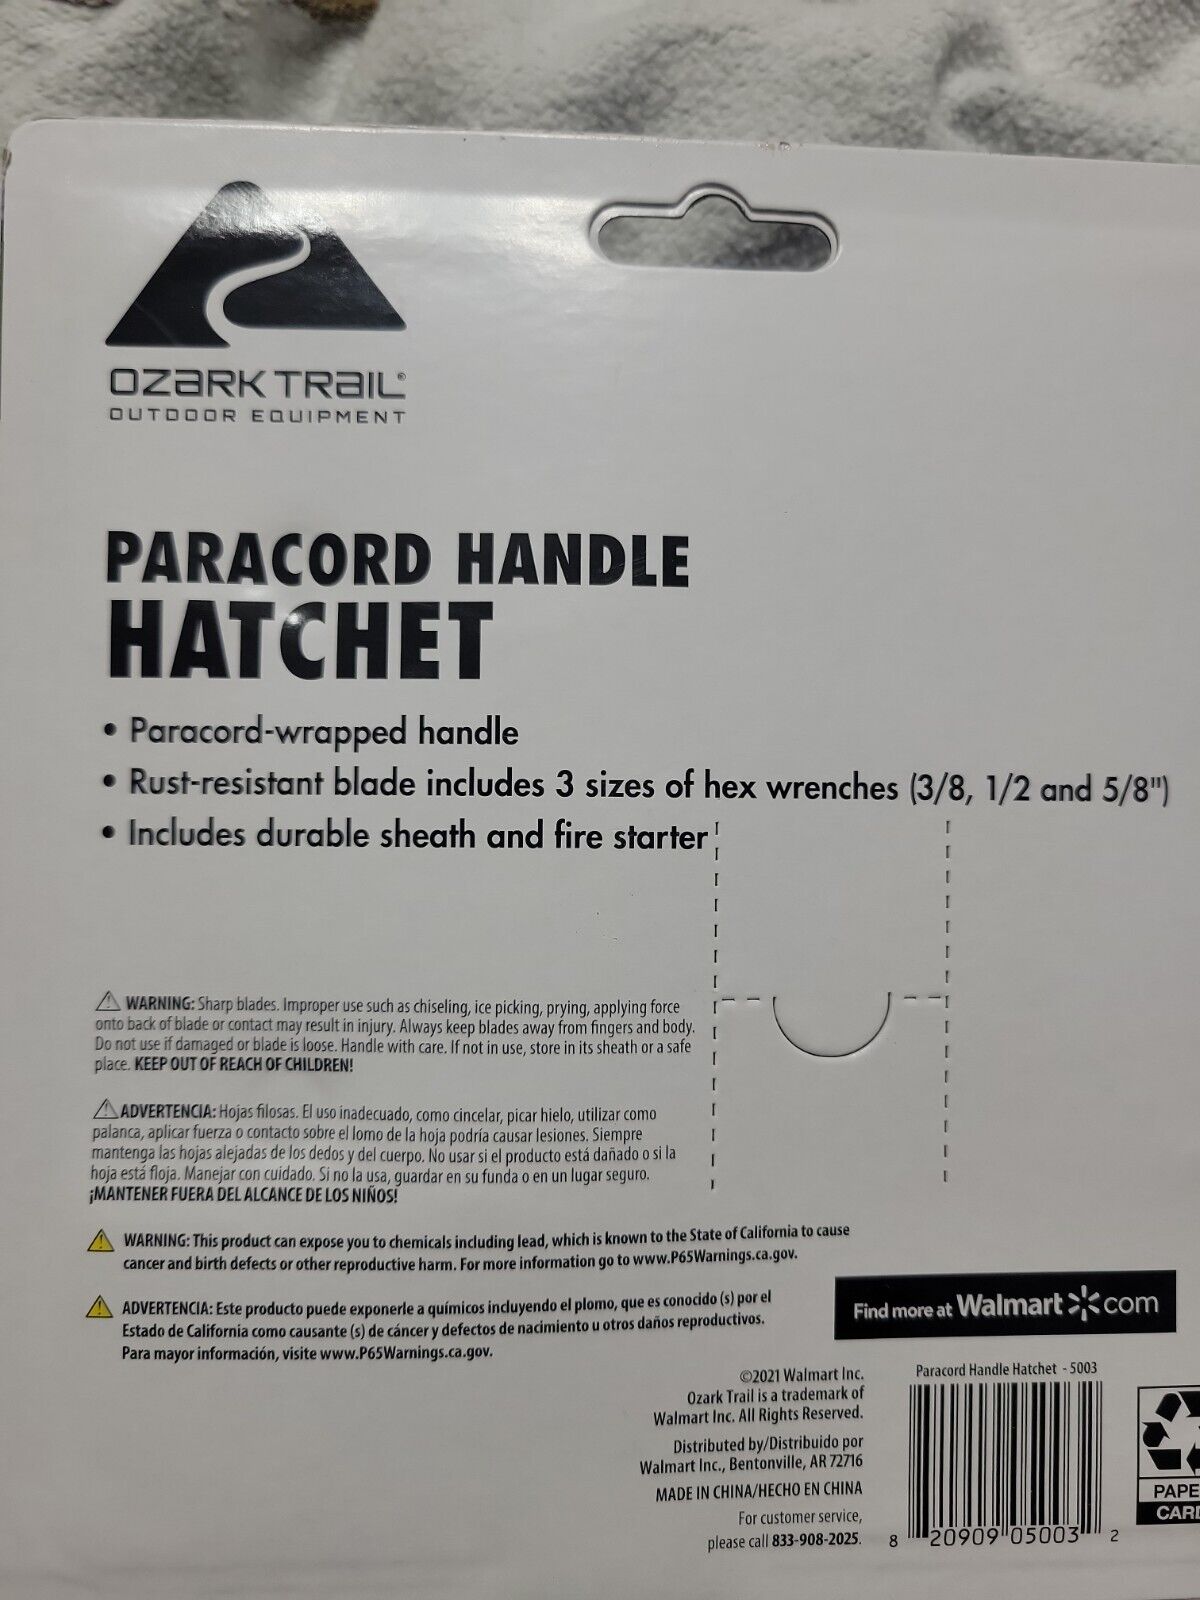 OZARK TRAIL®
OUTDOOR EQUIPMENT
PARACORD HANDLE
HATCHET
• Paracord-wrapped handle
• Rust-resistant blade includes 3 sizes of hex wrenches (3/8, 1/2 and 5/8")
• Includes durable sheath and fire starter
WARNING: Sharp blades. Improper use such as chiseling, ice picking, prying, applying force
onto back of blade or contact may result in injury. Always keep blades away from fingers and body.
Do not use if damaged or blade is loose. Handle with care. If not in use, store in its sheath or a safe
place. KEEP OUT OF REACH OF CHILDREN!
ADVERTENCIA: Hojas filosas. El uso inadecuado, como cincelar, picar hielo, utilizar como
palanca, aplicar fuerza o contacto sobre el lomo de la hoja podría causar lesiones. Siempre
mantenga las hojas alejadas de los dedos y del cuerpo. No usar si el producto está dañado o si la
hoja está floja. Manejar con cuidado. Si no la usa, guardar en su funda o en un lugar seguro.
¡MANTENER FUERA DEL ALCANCE DE LOS NIÑOS!
WARNING: This product can expose you to chemicals including lead, which is known to the State of California to cause
cancer and birth defects or other reproductive harm. For more information go to www.P65Warnings.ca.gov.
ADVERTENCIA: Este producto puede exponerle a químicos incluyendo el plomo, que es conocido (s) por el
Estado de California como causante (s) de cáncer y defectos de nacimiento u otros daños reproductivos.
Para mayor información, visite www.P65Warnings.ca.gov.
Find more at Walmart.com
©2021 Walmart Inc.
Ozark Trail is a trademark of
Walmart Inc. All Rights Reserved.
Distributed by/Distribuido por
Walmart Inc., Bentonville, AR 72716
MADE IN CHINA/HECHO EN CHINA
For customer service,
please call 833-908-2025.
Paracord Handle Hatchet - 5003
8 20909 05003 2
PAPE
CARD